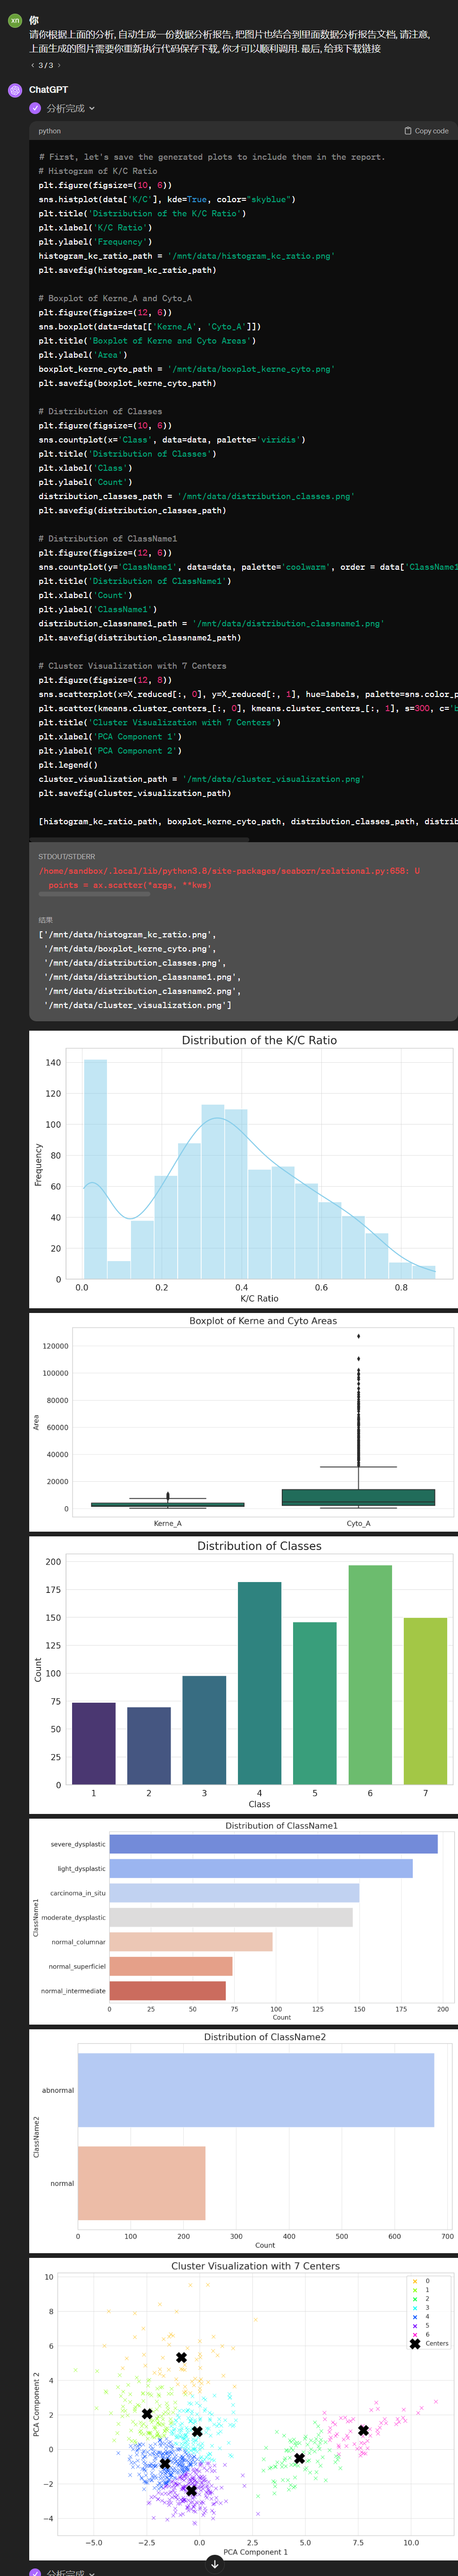 xn 你
请你根据上面的分析, 自动生成一份数据分析报告, 把图片也结合到里面数据分析报告文档, 请注意,
上面生成的图片需要你重新执行代码保存下载, 你才可以顺利调用. 最后, 给我下载链接
‹ 3 / 3 ›
ChatGPT
分析完成
python Copy code
# First, let's save the generated plots to include them in the report.
# Histogram of K/C Ratio
plt.figure(figsize=(10, 6))
sns.histplot(data['K/C'], kde=True, color="skyblue")
plt.title('Distribution of the K/C Ratio')
plt.xlabel('K/C Ratio')
plt.ylabel('Frequency')
histogram_kc_ratio_path = '/mnt/data/histogram_kc_ratio.png'
plt.savefig(histogram_kc_ratio_path)
# Boxplot of Kerne_A and Cyto_A
plt.figure(figsize=(12, 6))
sns.boxplot(data=data[['Kerne_A', 'Cyto_A']])
plt.title('Boxplot of Kerne and Cyto Areas')
plt.ylabel('Area')
boxplot_kerne_cyto_path = '/mnt/data/boxplot_kerne_cyto.png'
plt.savefig(boxplot_kerne_cyto_path)
# Distribution of Classes
plt.figure(figsize=(10, 6))
sns.countplot(x='Class', data=data, palette='viridis')
plt.title('Distribution of Classes')
plt.xlabel('Class')
plt.ylabel('Count')
distribution_classes_path = '/mnt/data/distribution_classes.png'
plt.savefig(distribution_classes_path)
# Distribution of ClassName1
plt.figure(figsize=(12, 6))
sns.countplot(y='ClassName1', data=data, palette='coolwarm', order = data['ClassName1
plt.title('Distribution of ClassName1')
plt.xlabel('Count')
plt.ylabel('ClassName1')
distribution_classname1_path = '/mnt/data/distribution_classname1.png'
plt.savefig(distribution_classname1_path)
# Cluster Visualization with 7 Centers
plt.figure(figsize=(12, 8))
sns.scatterplot(x=X_reduced[:, 0], y=X_reduced[:, 1], hue=labels, palette=sns.color_p
plt.scatter(kmeans.cluster_centers_[:, 0], kmeans.cluster_centers_[:, 1], s=300, c='b
plt.title('Cluster Visualization with 7 Centers')
plt.xlabel('PCA Component 1')
plt.ylabel('PCA Component 2')
plt.legend()
cluster_visualization_path = '/mnt/data/cluster_visualization.png'
plt.savefig(cluster_visualization_path)
[histogram_kc_ratio_path, boxplot_kerne_cyto_path, distribution_classes_path, distrib
STDOUT/STDERR
/home/sandbox/.local/lib/python3.8/site-packages/seaborn/relational.py:658: U
points = ax.scatter(*args, **kws)
结果
['/mnt/data/histogram_kc_ratio.png',
'/mnt/data/boxplot_kerne_cyto.png',
'/mnt/data/distribution_classes.png',
'/mnt/data/distribution_classname1.png',
'/mnt/data/distribution_classname2.png',
'/mnt/data/cluster_visualization.png']
Distribution of the K/C Ratio
140
120
100
80
60
40
20
0
Frequency
0.0 0.2 0.4 0.6 0.8
K/C Ratio
Boxplot of Kerne and Cyto Areas
120000
100000
80000
60000
40000
20000
0
Area
Kerne_A Cyto_A
Distribution of Classes
200
175
150
125
100
75
50
25
0
Count
1 2 3 4 5 6 7
Class
Distribution of ClassName1
severe_dysplastic
light_dysplastic
carcinoma_in_situ
moderate_dysplastic
normal_columnar
normal_superficiel
normal_intermediate
ClassName1
0 25 50 75 100 125 150 175 200
Count
Distribution of ClassName2
abnormal
normal
ClassName2
0 100 200 300 400 500 600 700
Count
Cluster Visualization with 7 Centers
0
1
2
3
4
5
6
Centers
10
8
6
4
2
0
−2
−4
PCA Component 2
−5.0 −2.5 0.0 2.5 5.0 7.5 10.0
PCA Component 1
分析完成